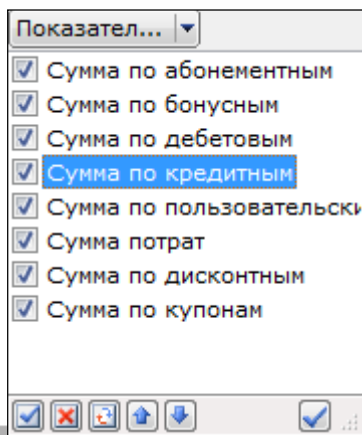 Показател...
Сумма по абонементным
Сумма по бонусным
Сумма по дебетовым
Сумма по кредитным
Сумма по пользовательски
Сумма потрат
Сумма по дисконтным
Сумма по купонам